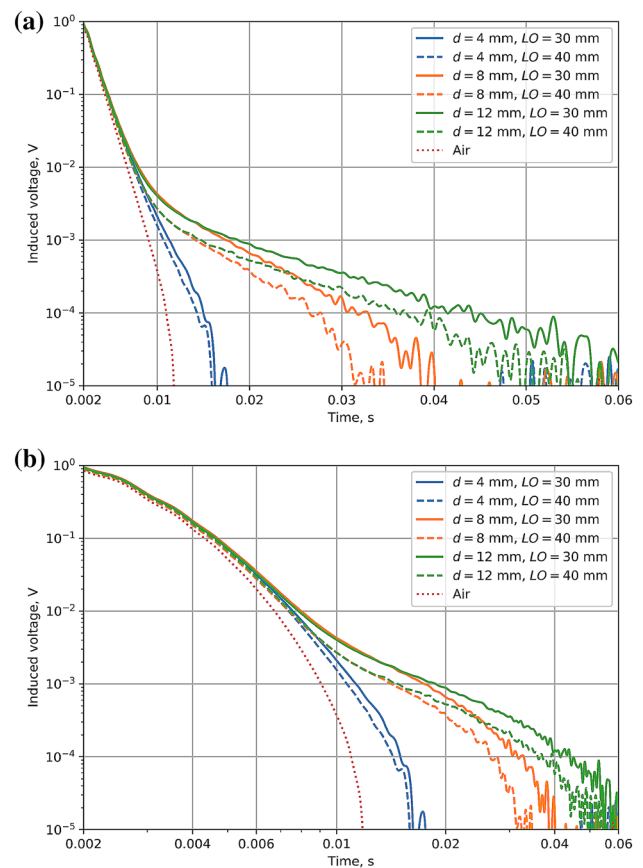 (a)
10⁰
10⁻¹
10⁻²
10⁻³
10⁻⁴
10⁻⁵
Induced voltage, V
d = 4 mm, LO = 30 mm
d = 4 mm, LO = 40 mm
d = 8 mm, LO = 30 mm
d = 8 mm, LO = 40 mm
d = 12 mm, LO = 30 mm
d = 12 mm, LO = 40 mm
Air
0.002 0.01 0.02 0.03 0.04 0.05 0.06
Time, s
(b)
10⁰
10⁻¹
10⁻²
10⁻³
10⁻⁴
10⁻⁵
Induced voltage, V
d = 4 mm, LO = 30 mm
d = 4 mm, LO = 40 mm
d = 8 mm, LO = 30 mm
d = 8 mm, LO = 40 mm
d = 12 mm, LO = 30 mm
d = 12 mm, LO = 40 mm
Air
0.002 0.004 0.006 0.01 0.02 0.04 0.06
Time, s